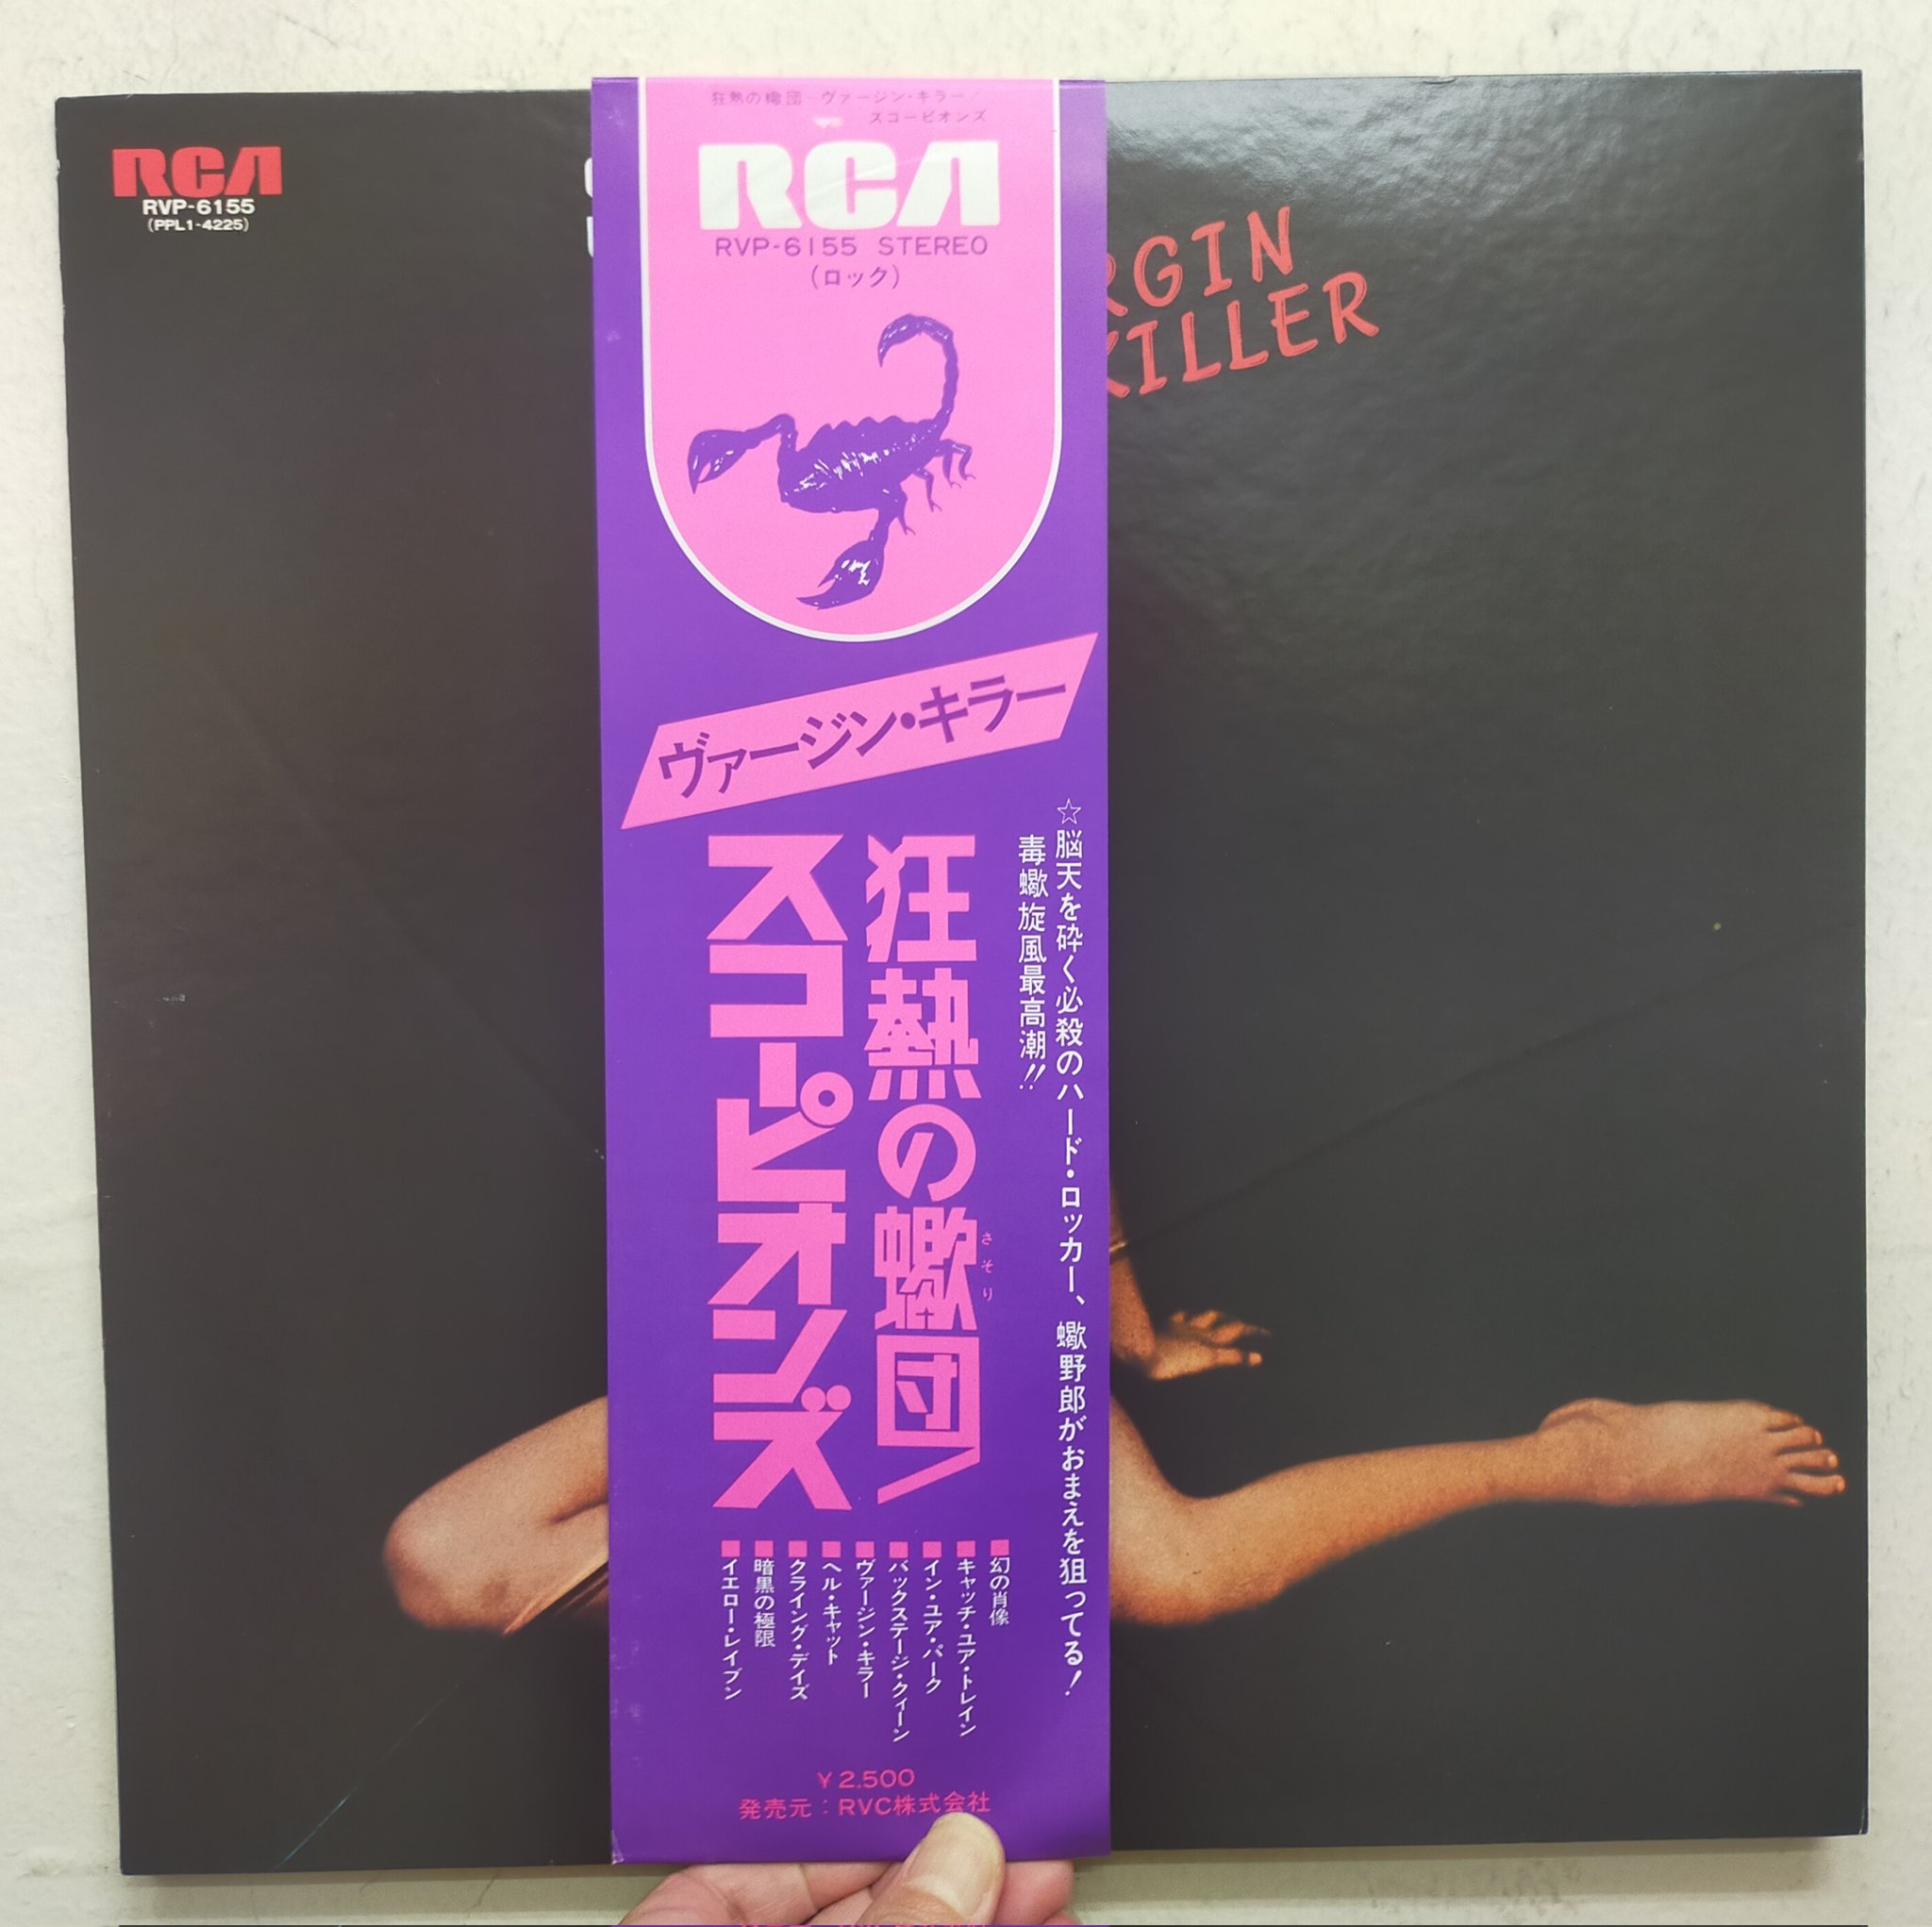 RCA
RVP-6155
(PPL1-4225)
RGIN
KILLER
狂熱の蠍団 ヴァージン・キラー/
スコーピオンズ
RCA
RVP-6155 STEREO
(ロック)
ヴァージン・キラー
☆脳天を砕く必殺のハード・ロッカー、蠍野郎がおまえを狙ってる!
毒蠍旋風最高潮!!
狂熱の蠍団/
さそり
スコーピオンズ
■幻の肖像
■キャッチ・ユア・トレイン
■イン・ユア・パーク
■バックステージ・クィーン
■ヴァージン・キラー
■ヘル・キャット
■クライング・デイズ
■暗黒の極限
■イエロー・レイブン
¥2.500
発売元:RVC株式会社